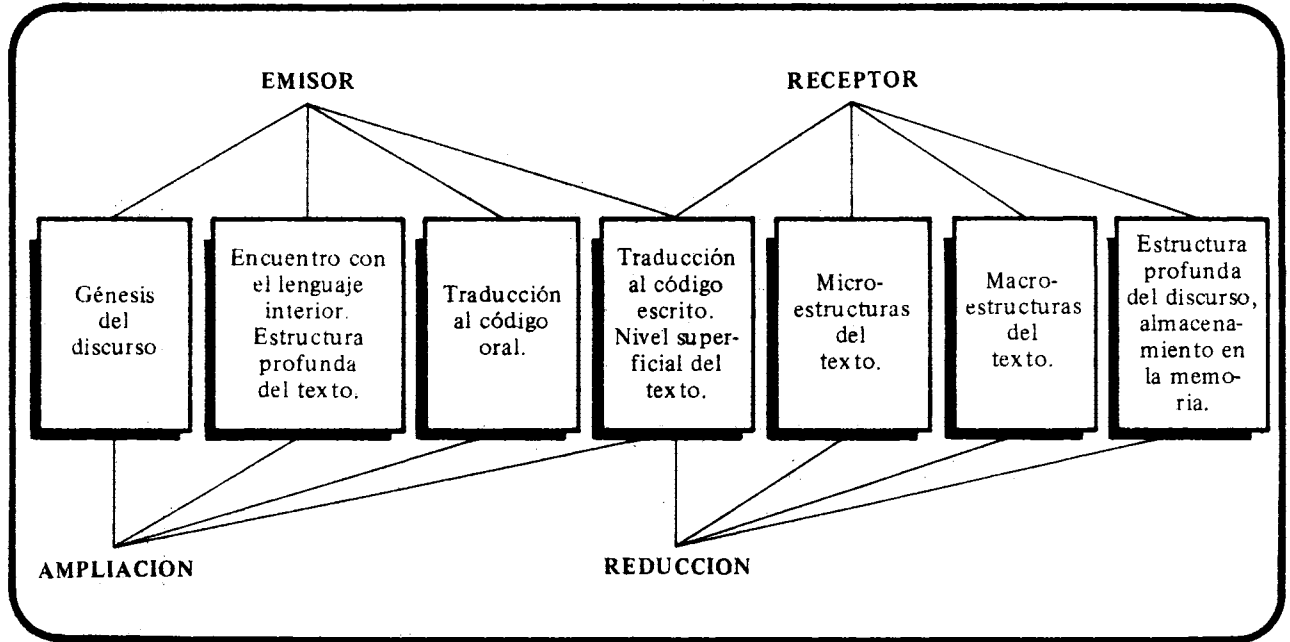 EMISOR
RECEPTOR
Génesis
del
discurso
Encuentro con
el lenguaje
interior.
Estructura
profunda
del texto.
Traducción
al código
oral.
Traducción
al código
escrito.
Nivel super-
ficial del
texto.
Micro-
estructuras
del
texto.
Macro-
estructuras
del
texto.
Estructura
profunda
del discurso,
almacena-
miento en
la memo-
ria.
AMPLIACION
REDUCCION